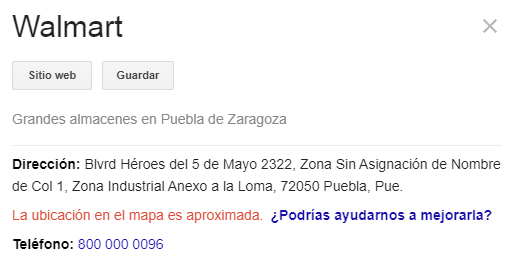 Walmart
Sitio web Guardar
Grandes almacenes en Puebla de Zaragoza
Dirección: Blvrd Héroes del 5 de Mayo 2322, Zona Sin Asignación de Nombre
de Col 1, Zona Industrial Anexo a la Loma, 72050 Puebla, Pue.
La ubicación en el mapa es aproximada. ¿Podrías ayudarnos a mejorarla?
Teléfono: 800 000 0096